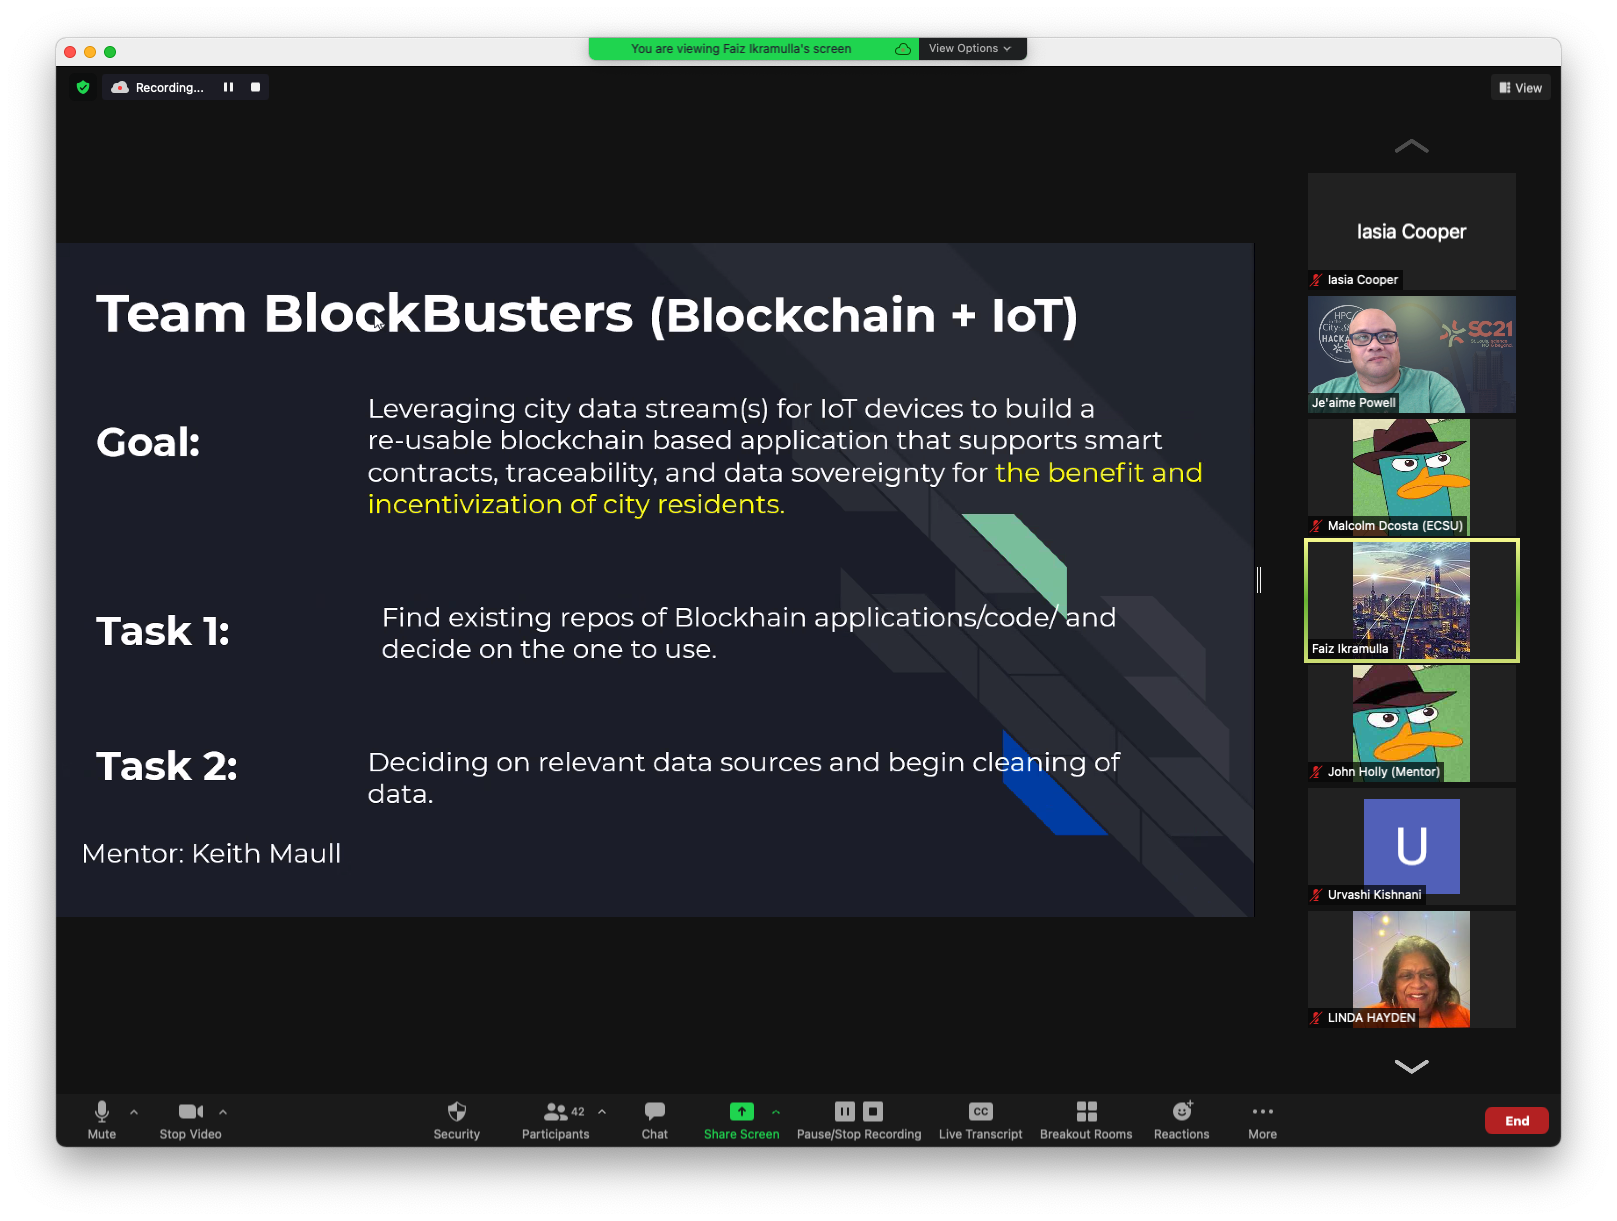 You are viewing Faiz Ikramulla's screen
View Options
Recording...
View
Team BlockBusters (Blockchain + IoT)
Goal:
Leveraging city data stream(s) for IoT devices to build a
re-usable blockchain based application that supports smart
contracts, traceability, and data sovereignty for the benefit and
incentivization of city residents.
Task 1:
Find existing repos of Blockhain applications/code/ and
decide on the one to use.
Task 2:
Deciding on relevant data sources and begin cleaning of
data.
Mentor: Keith Maull
Iasia Cooper
Iasia Cooper
HPC
SC21
Je'aime Powell
Malcolm Dcosta (ECSU)
Faiz Ikramulla
John Holly (Mentor)
U
Urvashi Kishnani
LINDA HAYDEN
Mute
Stop Video
Security
42
Participants
Chat
Share Screen
Pause/Stop Recording
CC
Live Transcript
Breakout Rooms
Reactions
More
End